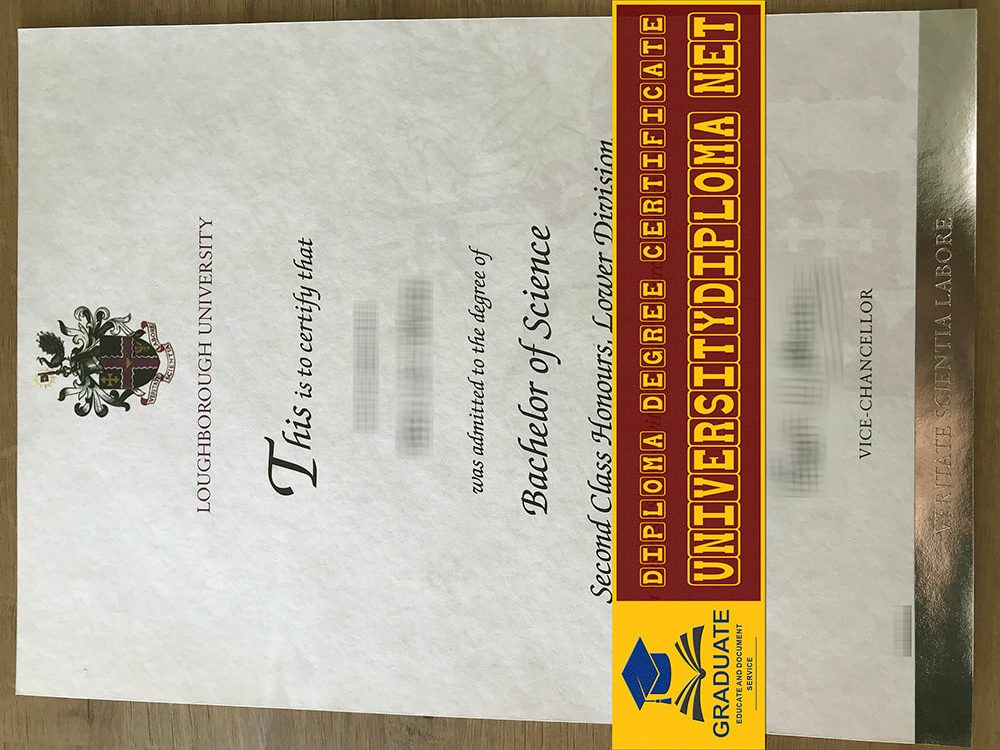 LOUGHBOROUGH UNIVERSITY
This is to certify that
was admitted to the degree of
Bachelor of Science
Second Class Honours, Lower Division
DIPLOMA DEGREE CERTIFICATE
UNIVERSITYDIPLOMA NET
GRADUATE
EDUCATE AND DOCUMENT
SERVICE
VICE-CHANCELLOR
VERITATE SCIENTIA LABORE